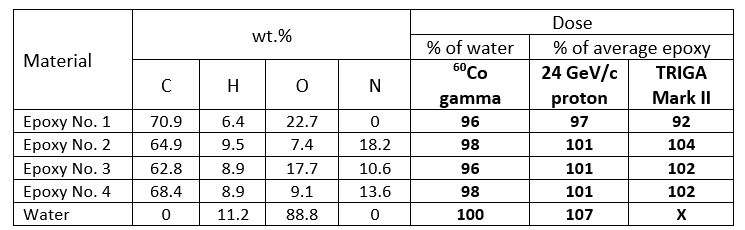 Material wt.% Dose
% of water % of average epoxy
C H O N ⁶⁰Co gamma 24 GeV/c proton TRIGA Mark II
Epoxy No. 1 70.9 6.4 22.7 0 96 97 92
Epoxy No. 2 64.9 9.5 7.4 18.2 98 101 104
Epoxy No. 3 62.8 8.9 17.7 10.6 96 101 102
Epoxy No. 4 68.4 8.9 9.1 13.6 98 101 102
Water 0 11.2 88.8 0 100 107 X